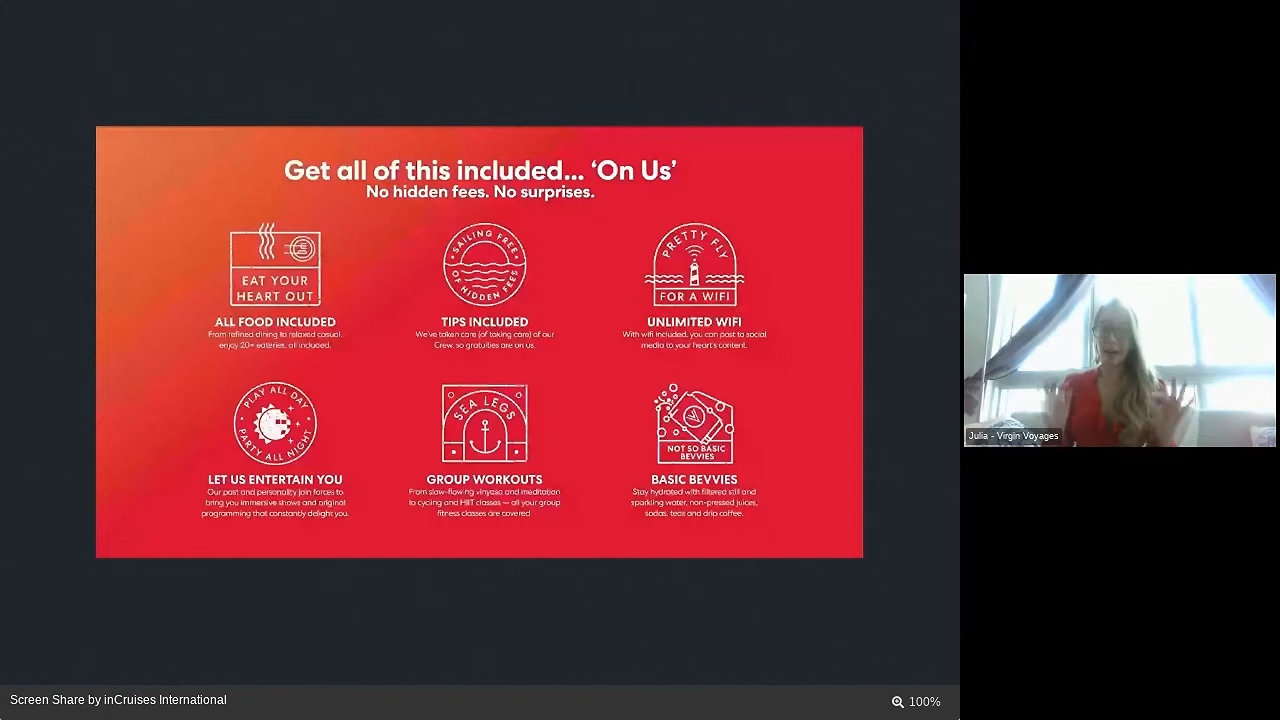 Get all of this included... ‘On Us’
No hidden fees. No surprises.
EAT YOUR
HEART OUT
ALL FOOD INCLUDED
From refined dining to relaxed casual,
enjoy 20+ eateries, all included.
SAILING FREE
OF HIDDEN FEES
TIPS INCLUDED
We've taken care (of taking care) of our
Crew, so gratuities are on us.
PRETTY FLY
FOR A WIFI
UNLIMITED WIFI
With wifi included, you can post to social
media to your heart's content.
PLAY ALL DAY
PARTY ALL NIGHT
LET US ENTERTAIN YOU
Our past and personality join forces to
bring you immersive shows and original
programming that constantly delight you.
SEA LEGS
GROUP WORKOUTS
From slow-flowing vinyasa and meditation
to cycling and HIIT classes — all your group
fitness classes are covered.
NOT SO BASIC
BEVVIES
BASIC BEVVIES
Stay hydrated with filtered still and
sparkling water, non-pressed juices,
sodas, teas and drip coffee.
Julia - Virgin Voyages
Screen Share by inCruises International
100%